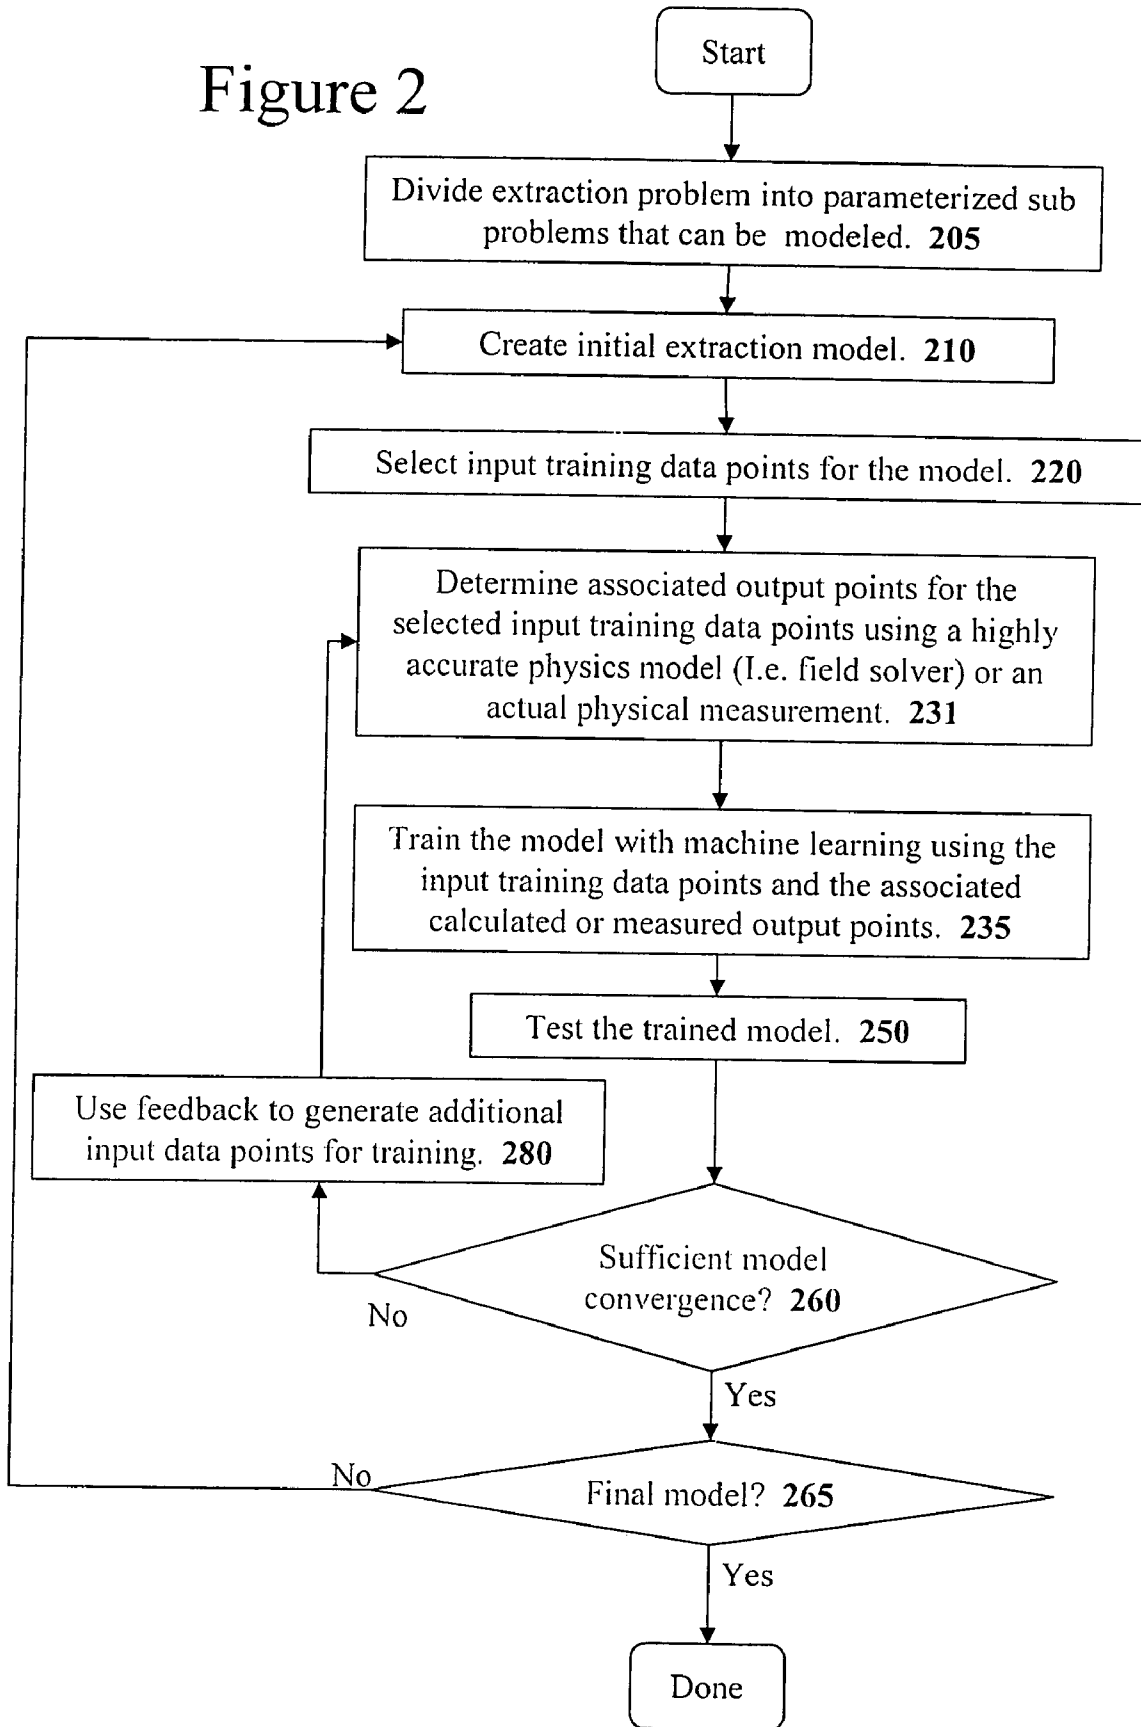 Figure 2
Start
Divide extraction problem into parameterized sub
problems that can be modeled. 205
Create initial extraction model. 210
Select input training data points for the model. 220
Determine associated output points for the
selected input training data points using a highly
accurate physics model (I.e. field solver) or an
actual physical measurement. 231
Train the model with machine learning using the
input training data points and the associated
calculated or measured output points. 235
Test the trained model. 250
Use feedback to generate additional
input data points for training. 280
Sufficient model
convergence? 260
No
Yes
No
Final model? 265
Yes
Done